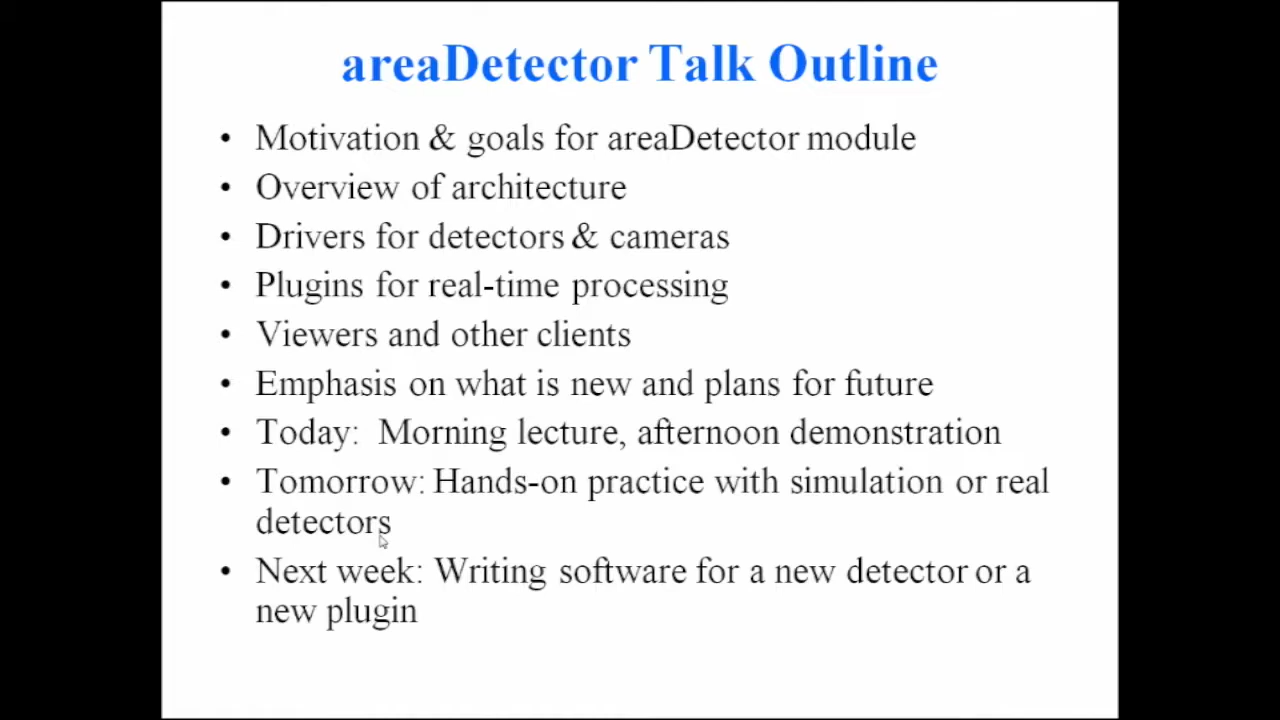 areaDetector Talk Outline
• Motivation & goals for areaDetector module
• Overview of architecture
• Drivers for detectors & cameras
• Plugins for real-time processing
• Viewers and other clients
• Emphasis on what is new and plans for future
• Today:  Morning lecture, afternoon demonstration
• Tomorrow: Hands-on practice with simulation or real
detectors
• Next week: Writing software for a new detector or a
new plugin